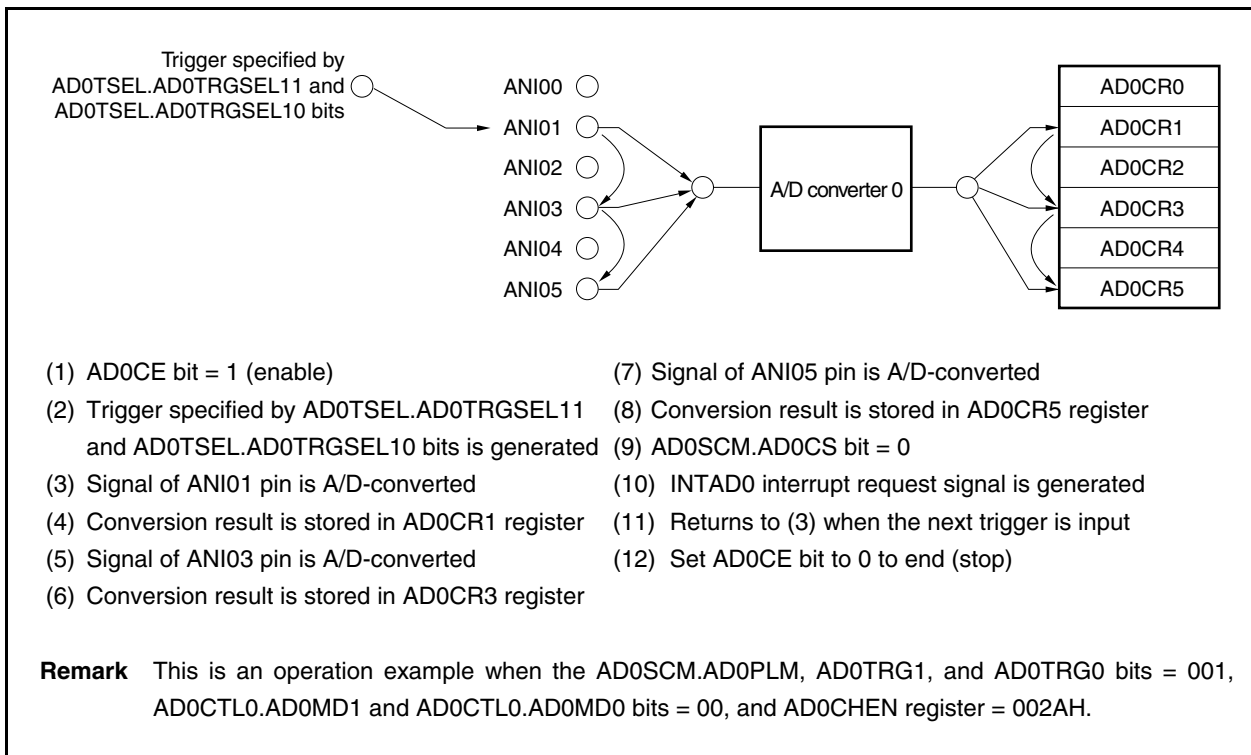 Trigger specified by
AD0TSEL.AD0TRGSEL11 and
AD0TSEL.AD0TRGSEL10 bits
ANI00
ANI01
ANI02
ANI03
ANI04
ANI05
A/D converter 0
AD0CR0
AD0CR1
AD0CR2
AD0CR3
AD0CR4
AD0CR5
(1) AD0CE bit = 1 (enable)
(2) Trigger specified by AD0TSEL.AD0TRGSEL11
and AD0TSEL.AD0TRGSEL10 bits is generated
(3) Signal of ANI01 pin is A/D-converted
(4) Conversion result is stored in AD0CR1 register
(5) Signal of ANI03 pin is A/D-converted
(6) Conversion result is stored in AD0CR3 register
(7) Signal of ANI05 pin is A/D-converted
(8) Conversion result is stored in AD0CR5 register
(9) AD0SCM.AD0CS bit = 0
(10) INTAD0 interrupt request signal is generated
(11) Returns to (3) when the next trigger is input
(12) Set AD0CE bit to 0 to end (stop)
Remark This is an operation example when the AD0SCM.AD0PLM, AD0TRG1, and AD0TRG0 bits = 001,
AD0CTL0.AD0MD1 and AD0CTL0.AD0MD0 bits = 00, and AD0CHEN register = 002AH.